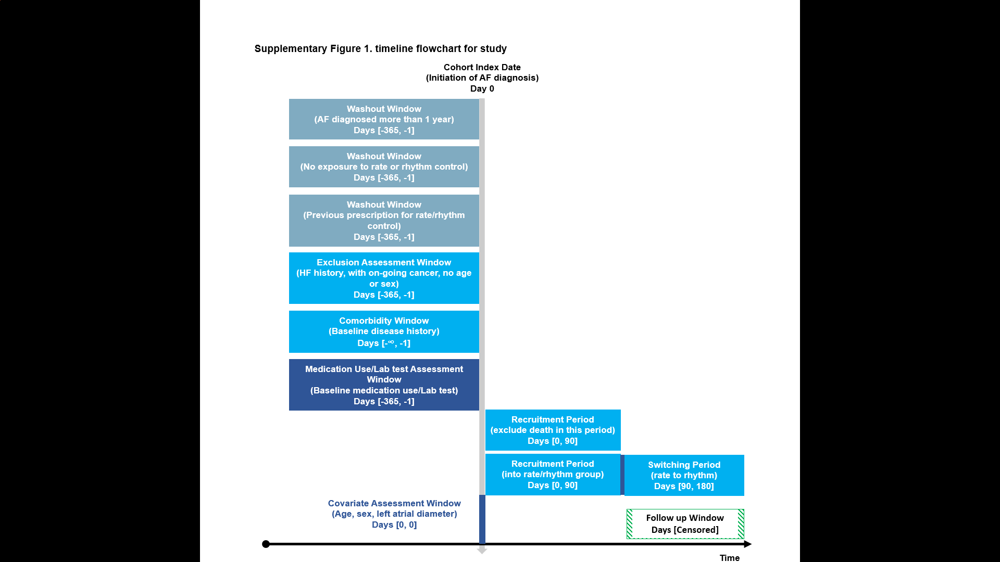 Supplementary Figure 1. timeline flowchart for study
Cohort Index Date
(Initiation of AF diagnosis)
Day 0
Washout Window
(AF diagnosed more than 1 year)
Days [-365, -1]
Washout Window
(No exposure to rate or rhythm control)
Days [-365, -1]
Washout Window
(Previous prescription for rate/rhythm
control)
Days [-365, -1]
Exclusion Assessment Window
(HF history, with on-going cancer, no age
or sex)
Days [-365, -1]
Comorbidity Window
(Baseline disease history)
Days [-∞, -1]
Medication Use/Lab test Assessment
Window
(Baseline medication use/Lab test)
Days [-365, -1]
Recruitment Period
(exclude death in this period)
Days [0, 90]
Recruitment Period
(into rate/rhythm group)
Days [0, 90]
Switching Period
(rate to rhythm)
Days [90, 180]
Covariate Assessment Window
(Age, sex, left atrial diameter)
Days [0, 0]
Follow up Window
Days [Censored]
Time